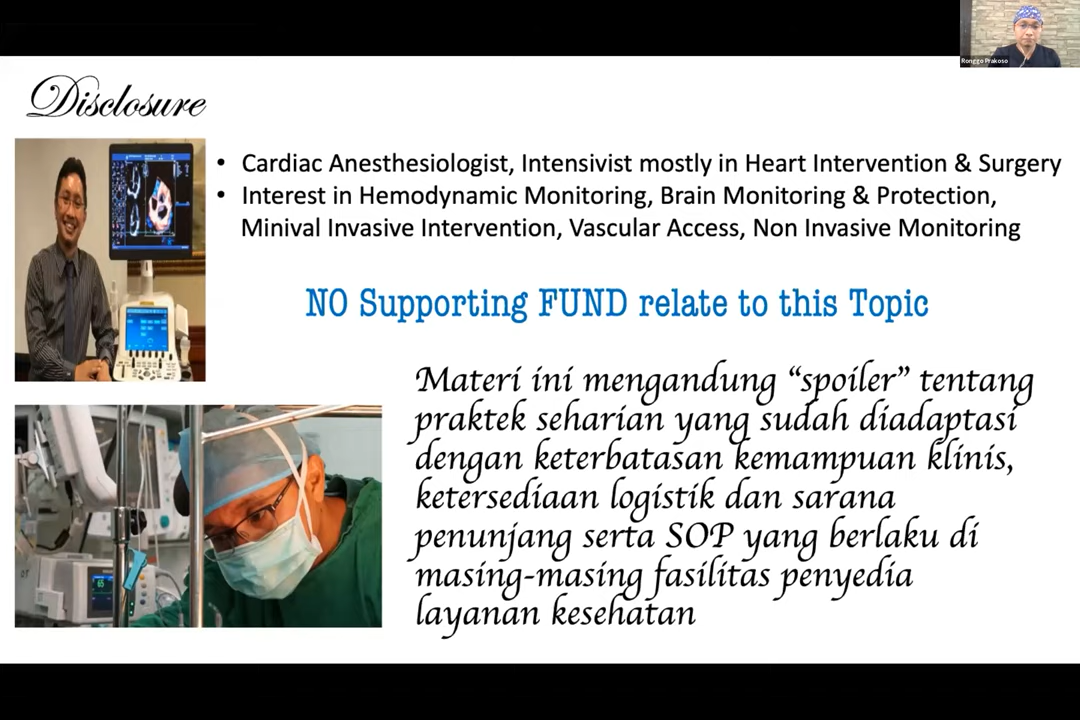 Ronggo Prakoso
Disclosure
• Cardiac Anesthesiologist, Intensivist mostly in Heart Intervention & Surgery
• Interest in Hemodynamic Monitoring, Brain Monitoring & Protection,
Minival Invasive Intervention, Vascular Access, Non Invasive Monitoring
NO Supporting FUND relate to this Topic
Materi ini mengandung “spoiler” tentang
praktek seharian yang sudah diadaptasi
dengan keterbatasan kemampuan klinis,
ketersediaan logistik dan sarana
penunjang serta SOP yang berlaku di
masing-masing fasilitas penyedia
layanan kesehatan